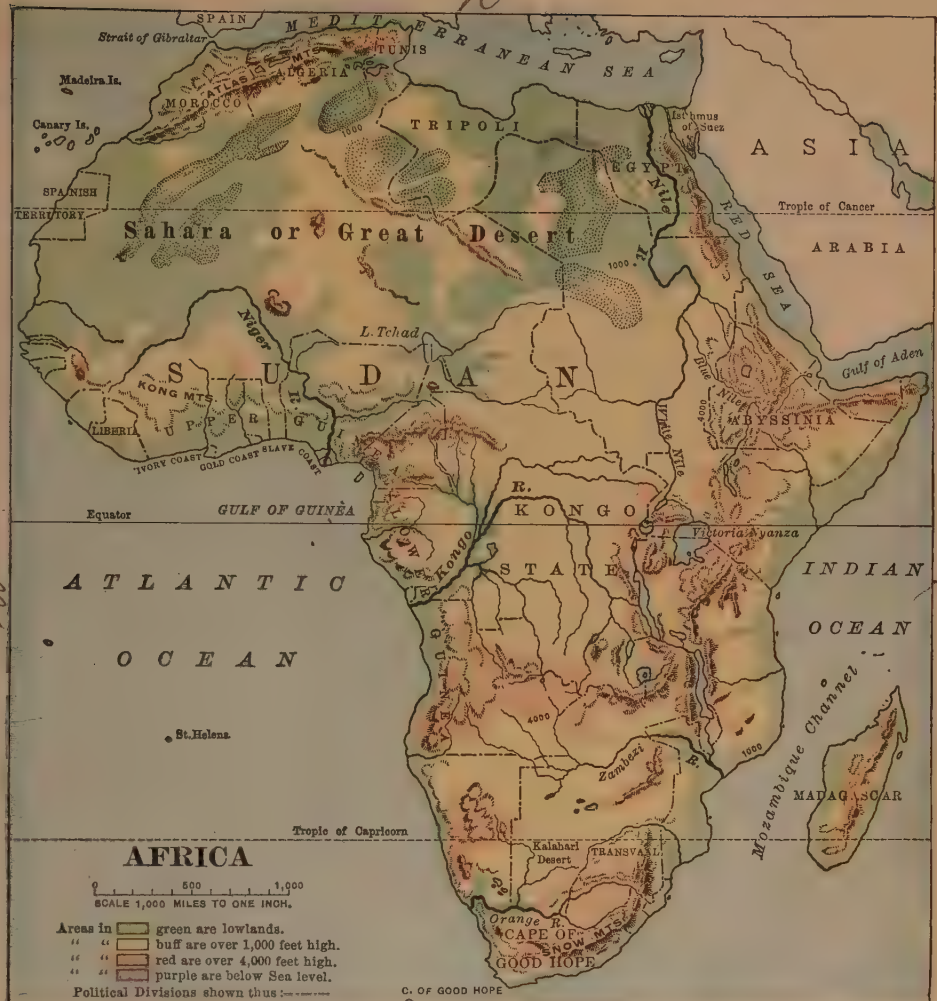 SPAIN
MEDITERRANEAN SEA
Strait of Gibraltar
TUNIS
ATLAS MTS.
ALGERIA
Madeira Is.
MOROCCO
Canary Is.
1000
TRIPOLI
Isthmus
of Suez
ASIA
EGYPT
Nile R.
SPANISH
TERRITORY
Tropic of Cancer
Sahara or Great Desert
RED SEA
ARABIA
1000
Niger R.
L. Tchad
Gulf of Aden
SUDAN
Blue Nile
4000
KONG MTS.
ABYSSINIA
LIBERIA
UPPER GUI
White Nile
IVORY COAST
GOLD COAST
SLAVE COAST
Equator
GULF OF GUINEA
Kongo R.
KONGO
STATE
Victoria Nyanza
LOWER GUINEA
ATLANTIC
OCEAN
INDIAN
OCEAN
4000
1000
St. Helena
Zambezi R.
Mozambique Channel
MADAGASCAR
Tropic of Capricorn
Kalahari
Desert
TRANSVAAL
Orange R.
CAPE OF
GOOD HOPE
SNOW MTS.
C. OF GOOD HOPE
AFRICA
0 500 1,000
SCALE 1,000 MILES TO ONE INCH.
Areas in green are lowlands.
" " buff are over 1,000 feet high.
" " red are over 4,000 feet high.
" " purple are below Sea level.
Political Divisions shown thus: